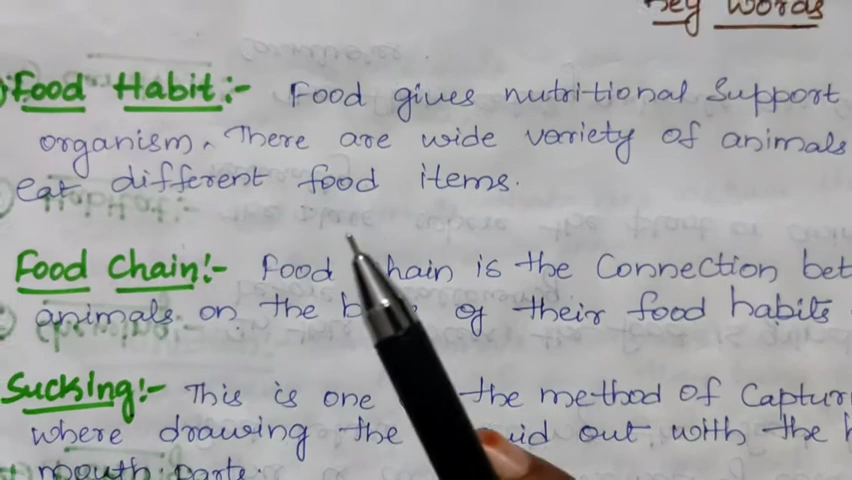 Key Words
Food Habit:- Food gives nutritional Support
organism. There are wide variety of animals
eat different food items.
Food Chain:- Food chain is the Connection bet
animals on the of their food habits
Sucking:- This is one the method of Capturi
where drawing the out with the h
mouth parts.